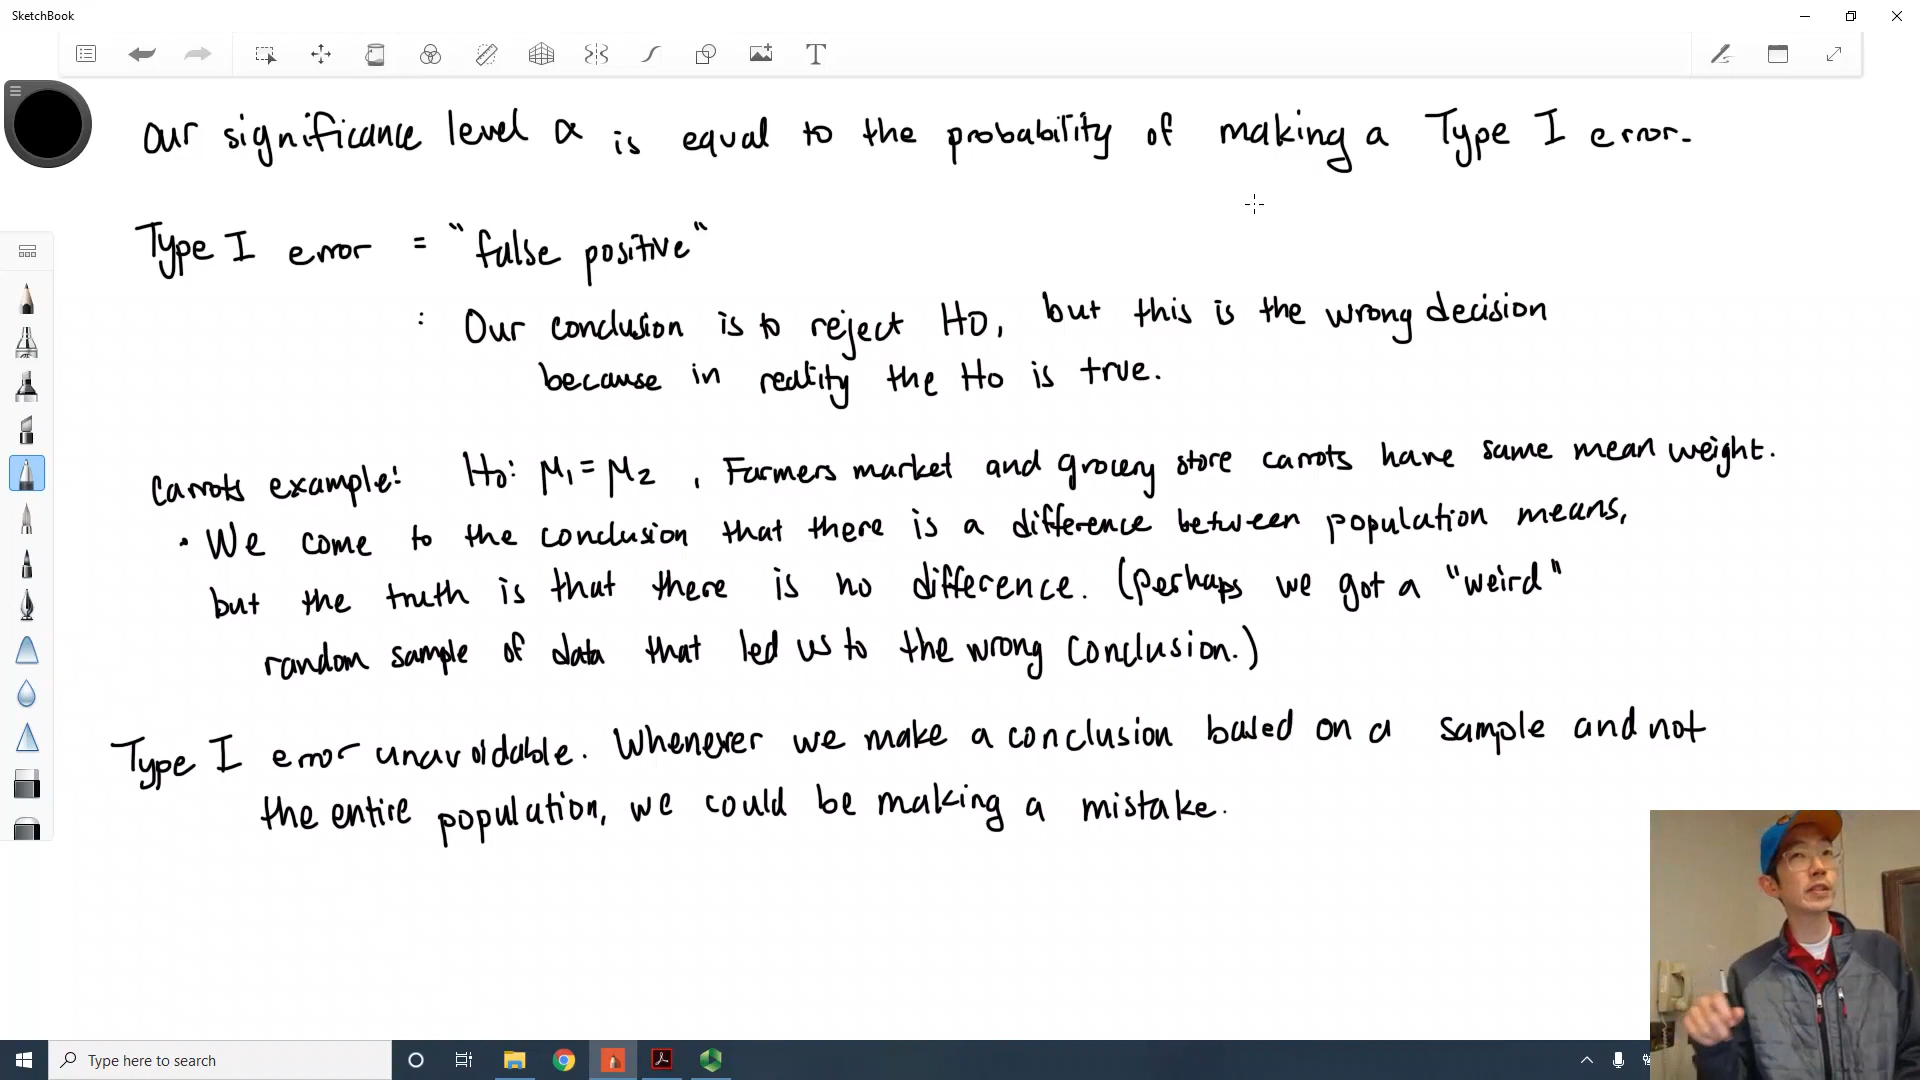 SketchBook
Our significance level α is equal to the probability of making a Type I error.
Type I error = "false positive"
: Our conclusion is to reject H0, but this is the wrong decision
because in reality the H0 is true.
Carrots example: H0: μ1 = μ2, Farmers market and grocery store carrots have same mean weight.
• We come to the conclusion that there is a difference between population means,
but the truth is that there is no difference. (Perhaps we got a "weird"
random sample of data that led us to the wrong conclusion.)
Type I error unavoidable. Whenever we make a conclusion based on a sample and not
the entire population, we could be making a mistake.
Type here to search